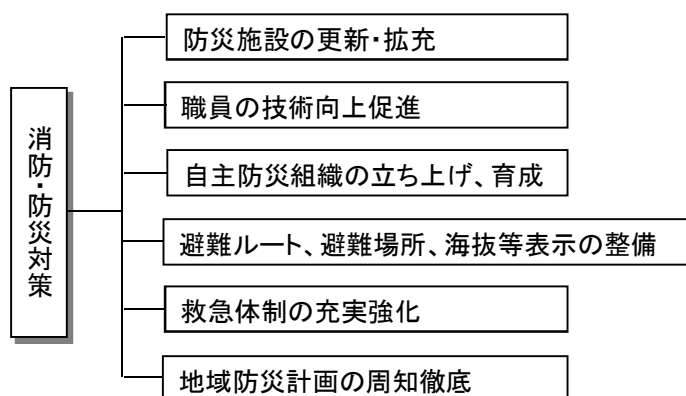 消防・防災対策
防災施設の更新・拡充
職員の技術向上促進
自主防災組織の立ち上げ、育成
避難ルート、避難場所、海抜等表示の整備
救急体制の充実強化
地域防災計画の周知徹底